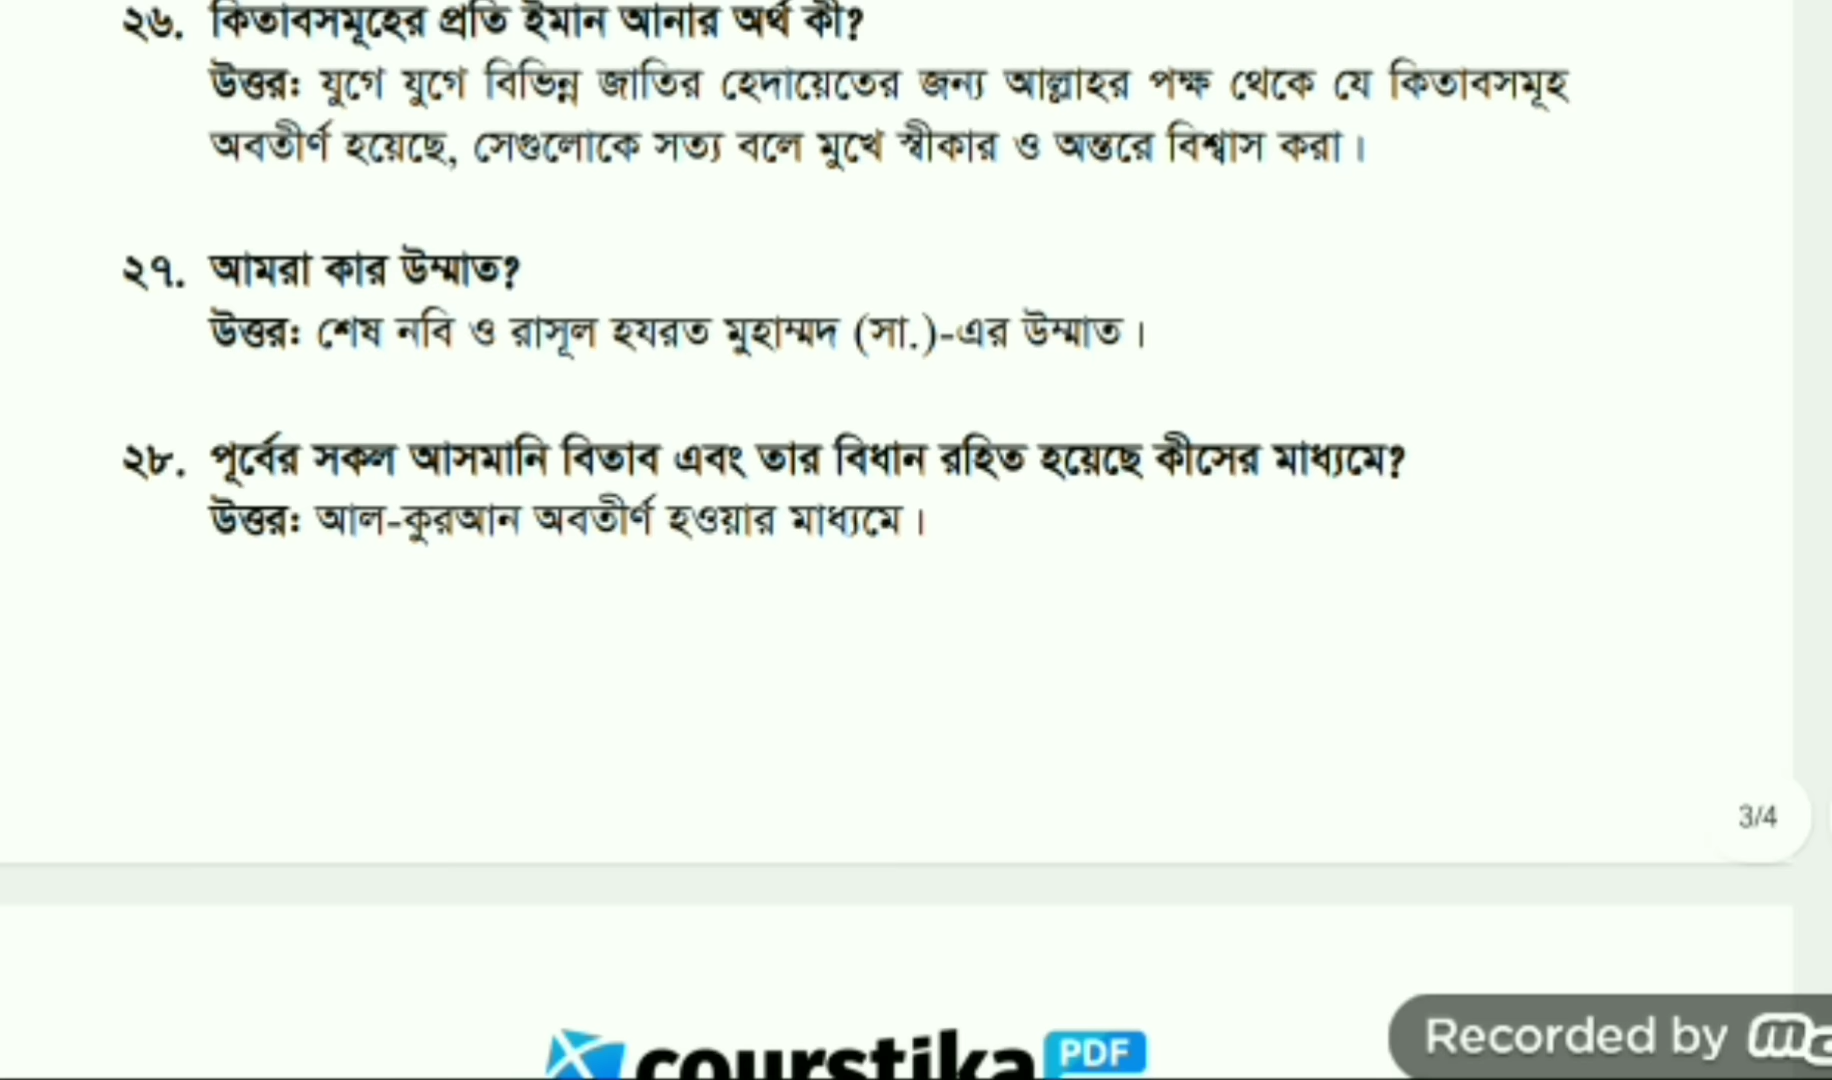 ২৬. কিতাবসমূহের প্রতি ইমান আনার অর্থ কী?
উত্তর: যুগে যুগে বিভিন্ন জাতির হেদায়েতের জন্য আল্লাহর পক্ষ থেকে যে কিতাবসমূহ
অবতীর্ণ হয়েছে, সেগুলোকে সত্য বলে মুখে স্বীকার ও অন্তরে বিশ্বাস করা।
২৭. আমরা কার উম্মাত?
উত্তর: শেষ নবি ও রাসূল হযরত মুহাম্মদ (সা.)-এর উম্মাত।
২৮. পূর্বের সকল আসমানি বিতাব এবং তার বিধান রহিত হয়েছে কীসের মাধ্যমে?
উত্তর: আল-কুরআন অবতীর্ণ হওয়ার মাধ্যমে।
3/4
courstika PDF
Recorded by